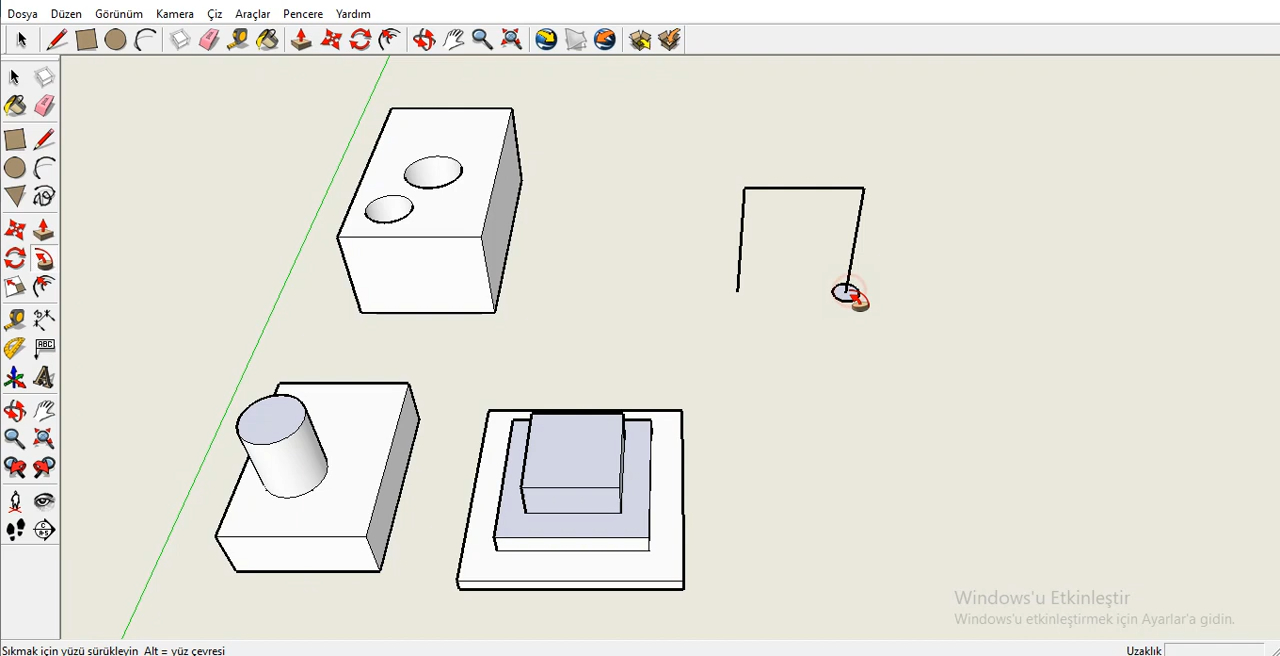 Dosya Düzen Görünüm Kamera Çiz Araçlar Pencere Yardım
ABC
Windows'u Etkinleştir
Windows'u etkinleştirmek için Ayarlar'a gidin.
Sıkmak için yüzü sürükleyin Alt = yüz çevresi
Uzaklık